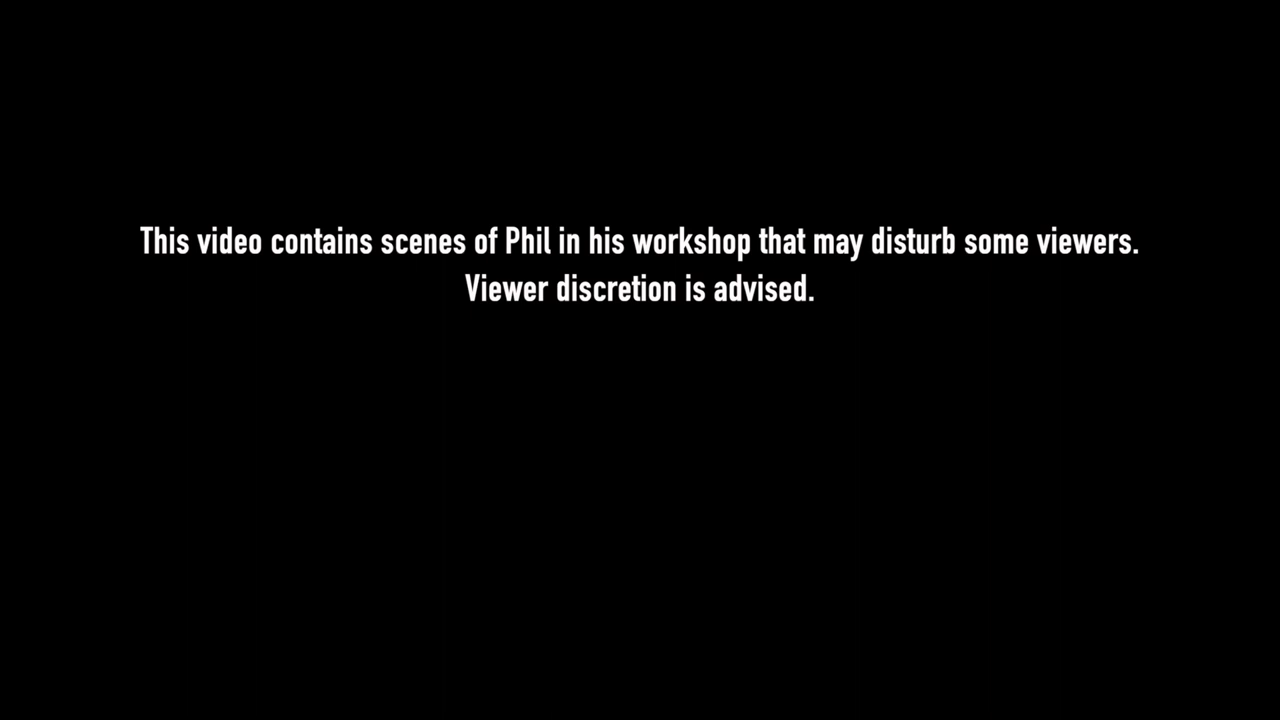 This video contains scenes of Phil in his workshop that may disturb some viewers.
Viewer discretion is advised.